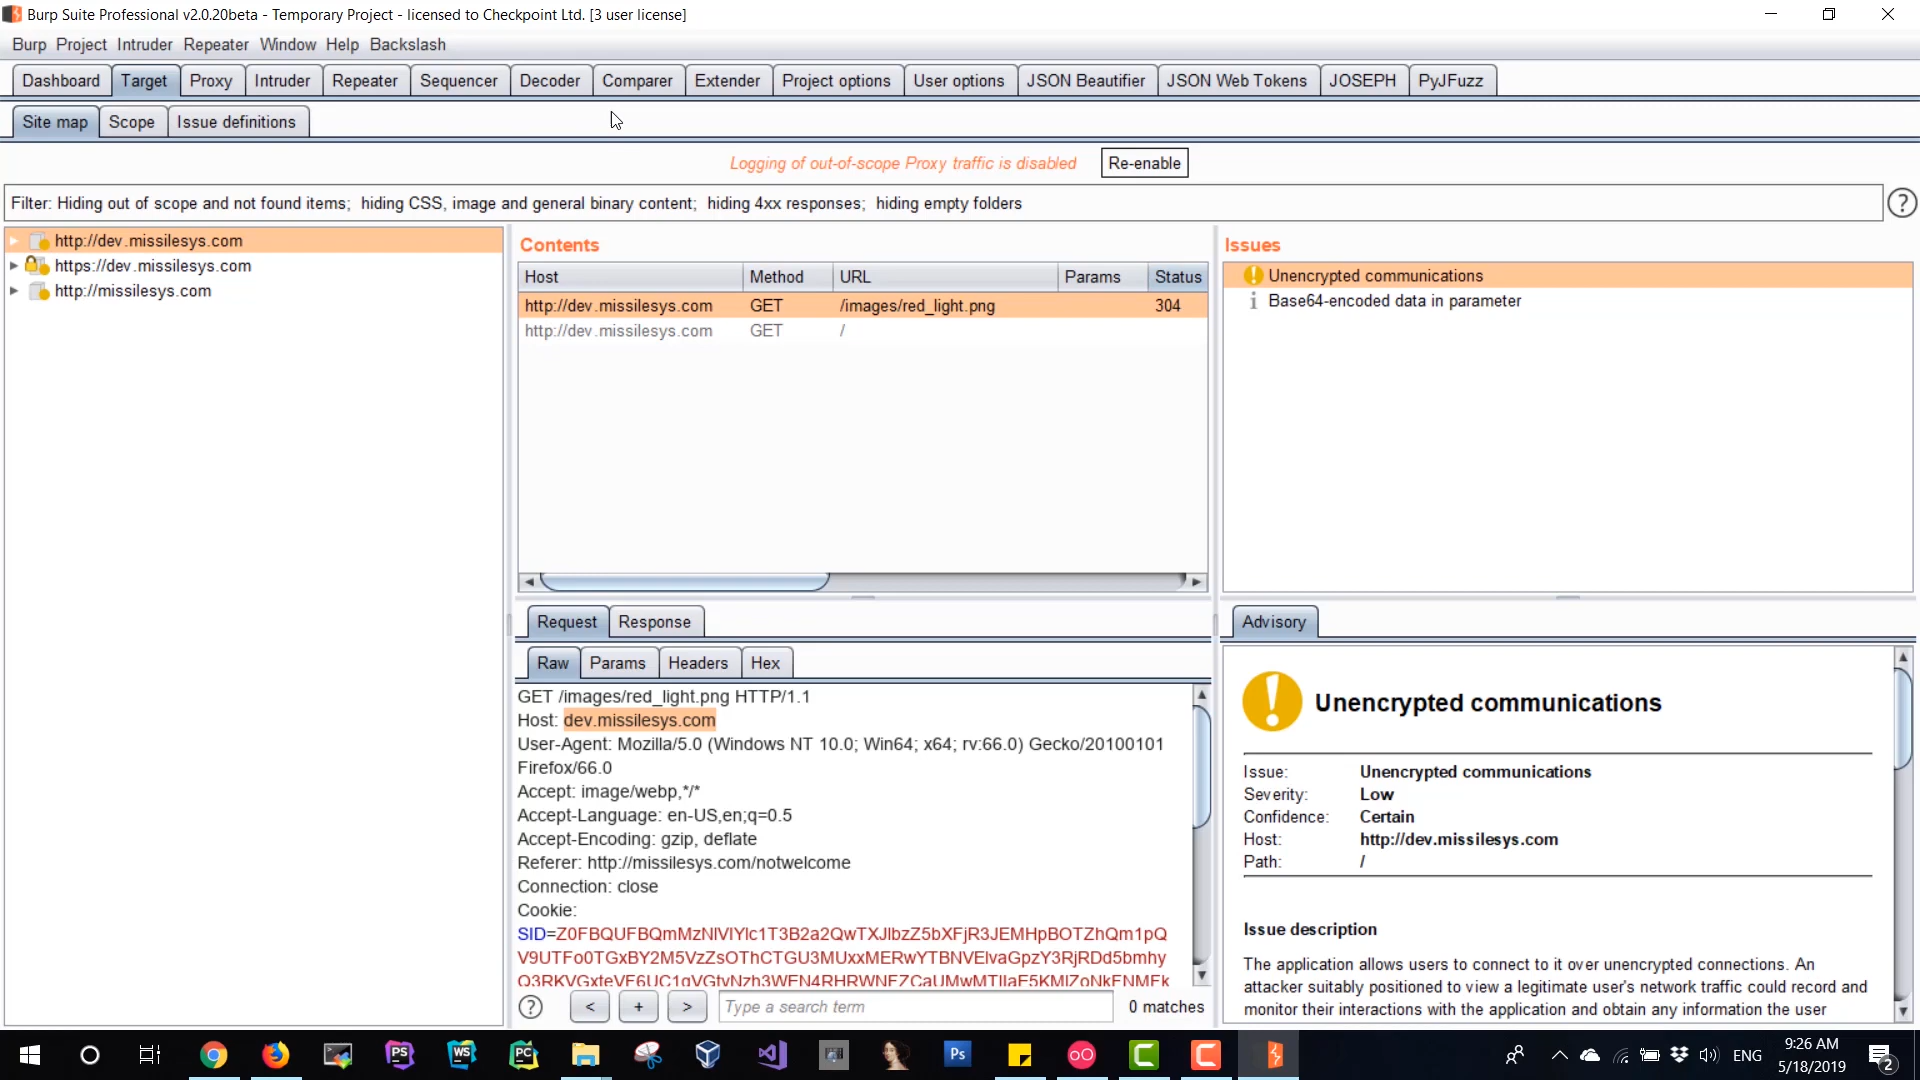 Burp Suite Professional v2.0.20beta - Temporary Project - licensed to Checkpoint Ltd. [3 user license]
Burp Project Intruder Repeater Window Help Backslash
Dashboard Target Proxy Intruder Repeater Sequencer Decoder Comparer Extender Project options User options JSON Beautifier JSON Web Tokens JOSEPH PyJFuzz
Site map Scope Issue definitions
Logging of out-of-scope Proxy traffic is disabled Re-enable
Filter: Hiding out of scope and not found items; hiding CSS, image and general binary content; hiding 4xx responses; hiding empty folders ?
http://dev.missilesys.com
https://dev.missilesys.com
http://missilesys.com
Contents
Host Method URL Params Status
http://dev.missilesys.com GET /images/red_light.png 304
http://dev.missilesys.com GET /
Issues
Unencrypted communications
Base64-encoded data in parameter
Request Response
Raw Params Headers Hex
GET /images/red_light.png HTTP/1.1
Host: dev.missilesys.com
User-Agent: Mozilla/5.0 (Windows NT 10.0; Win64; x64; rv:66.0) Gecko/20100101
Firefox/66.0
Accept: image/webp,*/*
Accept-Language: en-US,en;q=0.5
Accept-Encoding: gzip, deflate
Referer: http://missilesys.com/notwelcome
Connection: close
Cookie:
? < + > Type a search term 0 matches
Advisory
Unencrypted communications
Issue: Unencrypted communications
Severity: Low
Confidence: Certain
Host: http://dev.missilesys.com
Path: /
Issue description
The application allows users to connect to it over unencrypted connections. An
attacker suitably positioned to view a legitimate user's network traffic could record and
monitor their interactions with the application and obtain any information the user
PS WS PC Ps ENG 9:26 AM
5/18/2019 2